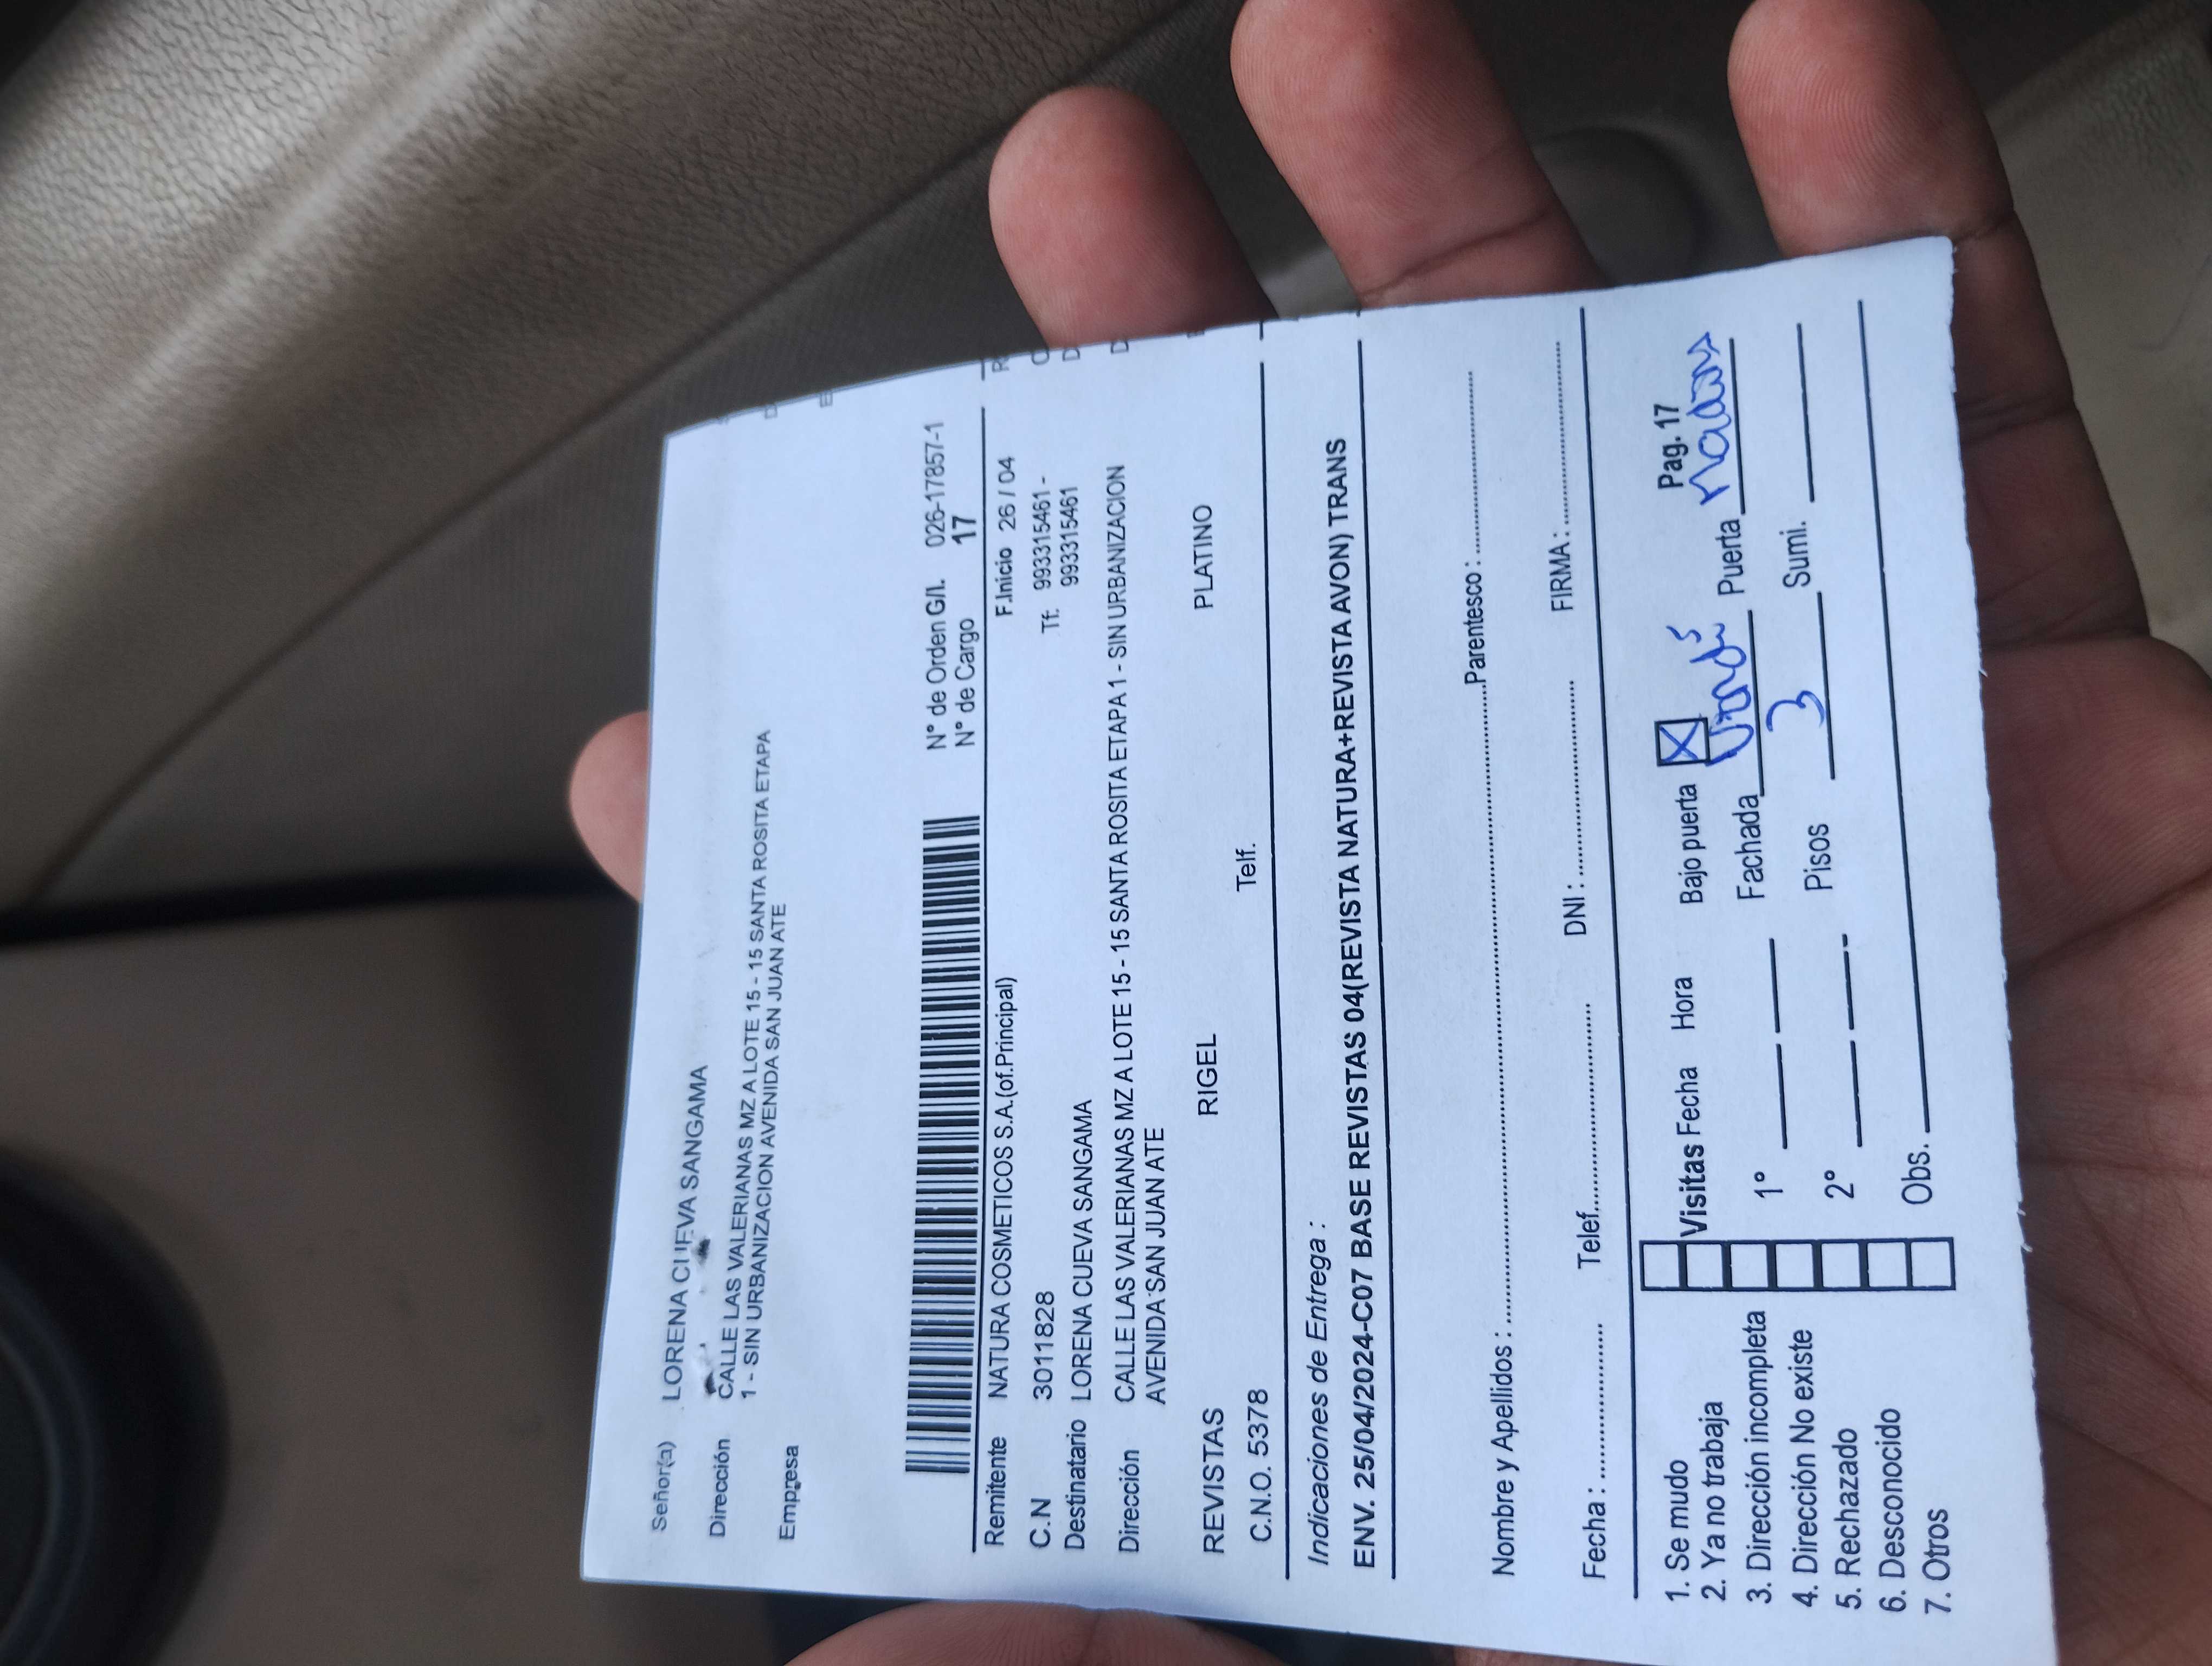 Señor(a) LORENA CUEVA SANGAMA
Dirección CALLE LAS VALERIANAS MZ A LOTE 15 - 15 SANTA ROSITA ETAPA
1 - SIN URBANIZACION AVENIDA SAN JUAN ATE
Empresa
N° de Orden G/I. 026-17857-1
N° de Cargo 17
Remitente NATURA COSMETICOS S.A.(of.Principal) F.Inicio 26 / 04
C.N 3011828 Tf: 993315461 -
Destinatario LORENA CUEVA SANGAMA 993315461
Dirección CALLE LAS VALERIANAS MZ A LOTE 15 - 15 SANTA ROSITA ETAPA 1 - SIN URBANIZACION
AVENIDA SAN JUAN ATE
REVISTAS RIGEL PLATINO
C.N.O. 5378 Telf.
Indicaciones de Entrega :
ENV. 25/04/2024-C07 BASE REVISTAS 04(REVISTA NATURA+REVISTA AVON) TRANS
Nombre y Apellidos : Parentesco :
Fecha : Telef. DNI : FIRMA :
1. Se mudo Visitas Fecha Hora Bajo puerta X Pag. 17
2. Ya no trabaja
3. Dirección incompleta 1° Fachada Puerta
4. Dirección No existe
5. Rechazado 2° Pisos 3 Sumi.
6. Desconocido
7. Otros Obs.